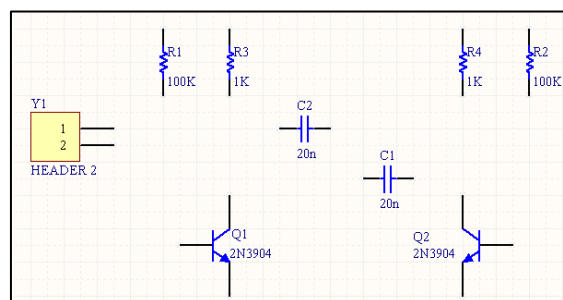 R1
R3
R4
R2
100K
1K
1K
100K
Y1
C2
1
2
20n
C1
HEADER 2
20n
Q1
Q2
2N3904
2N3904